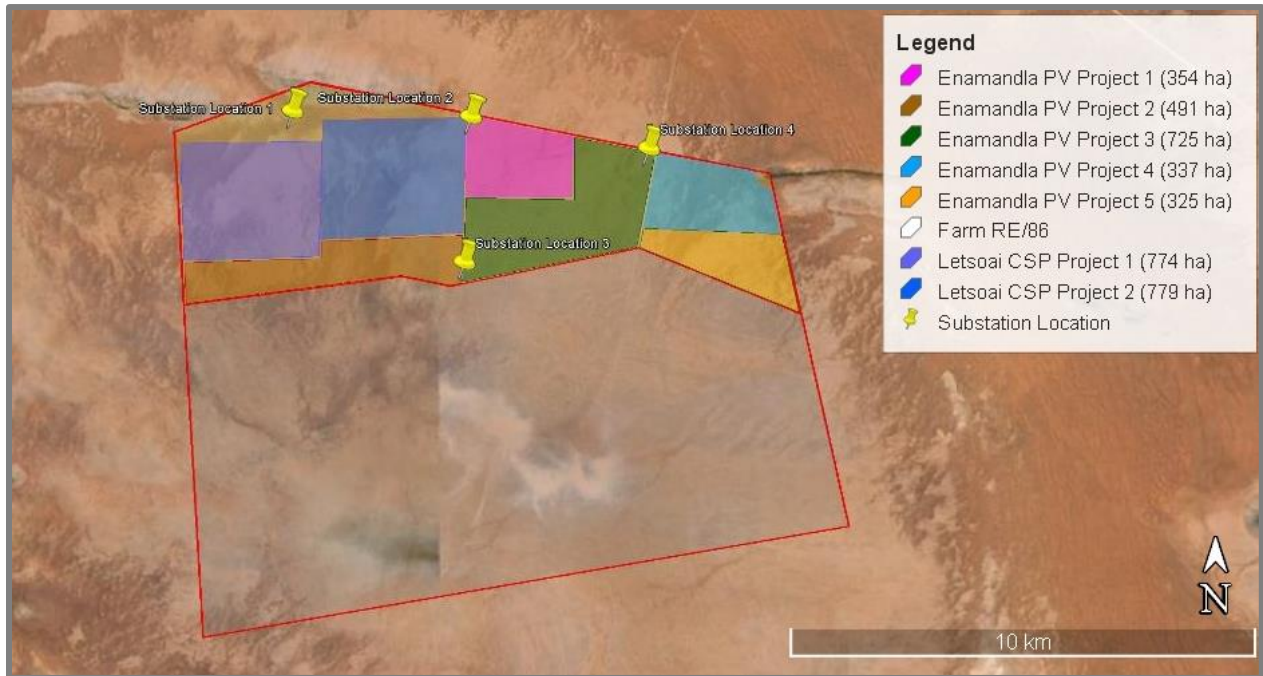 Legend
Enamandla PV Project 1 (354 ha)
Enamandla PV Project 2 (491 ha)
Enamandla PV Project 3 (725 ha)
Enamandla PV Project 4 (337 ha)
Enamandla PV Project 5 (325 ha)
Farm RE/86
Letsoai CSP Project 1 (774 ha)
Letsoai CSP Project 2 (779 ha)
Substation Location
Substation Location 1
Substation Location 2
Substation Location 4
Substation Location 3
N
10 km